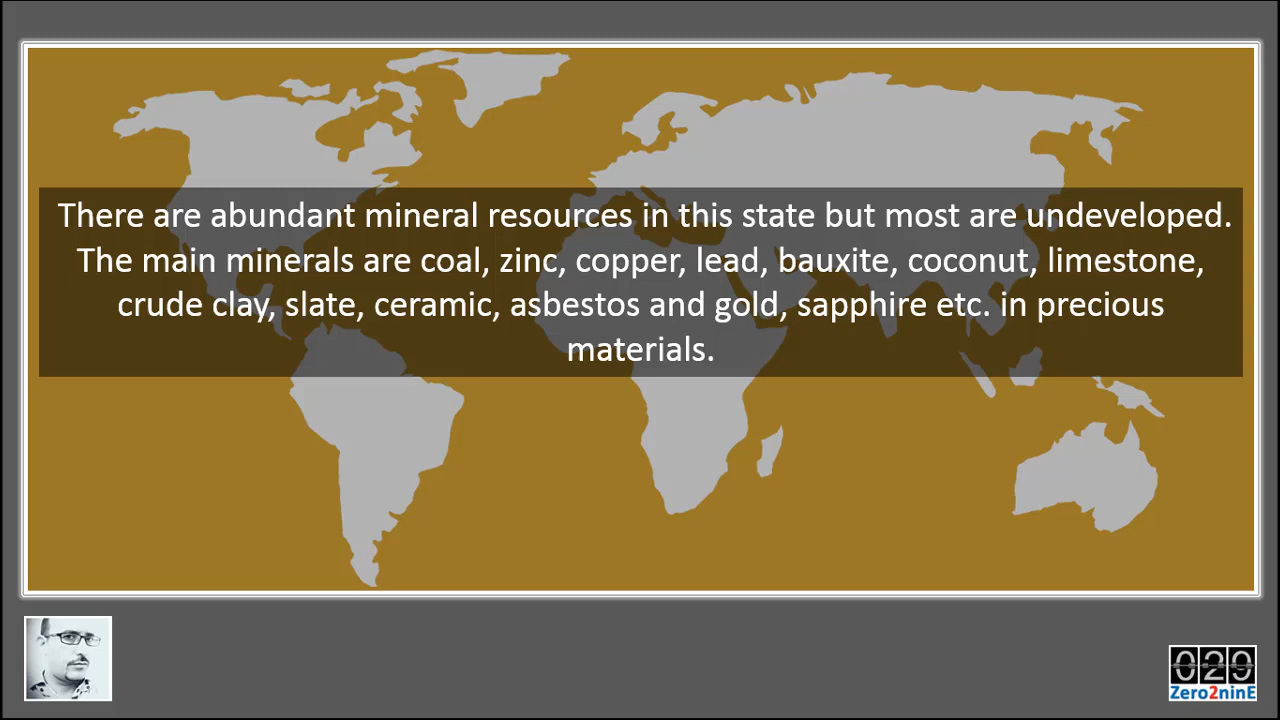 There are abundant mineral resources in this state but most are undeveloped.
The main minerals are coal, zinc, copper, lead, bauxite, coconut, limestone,
crude clay, slate, ceramic, asbestos and gold, sapphire etc. in precious
materials.
029
Zero2ninE